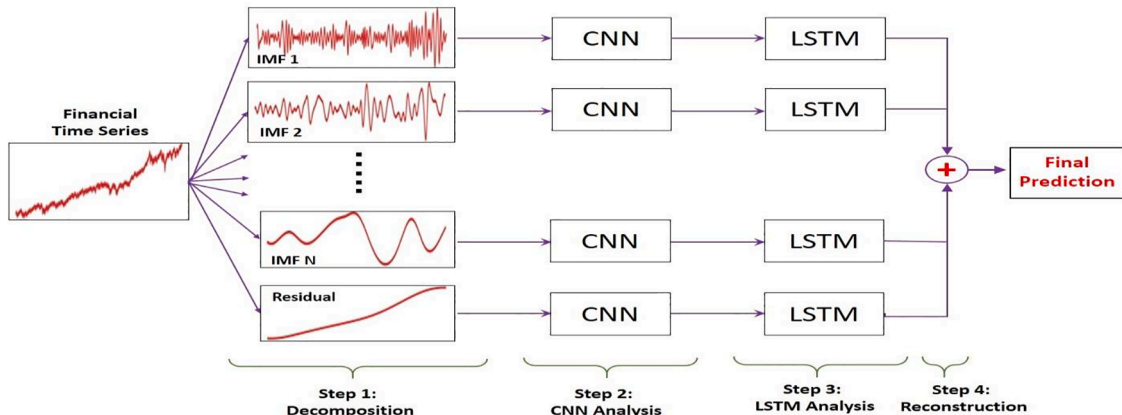 Financial
Time Series
IMF 1
CNN
LSTM
IMF 2
CNN
LSTM
+
Final
Prediction
IMF N
CNN
LSTM
Residual
CNN
LSTM
Step 1:
Decomposition
Step 2:
CNN Analysis
Step 3:
LSTM Analysis
Step 4:
Reconstruction